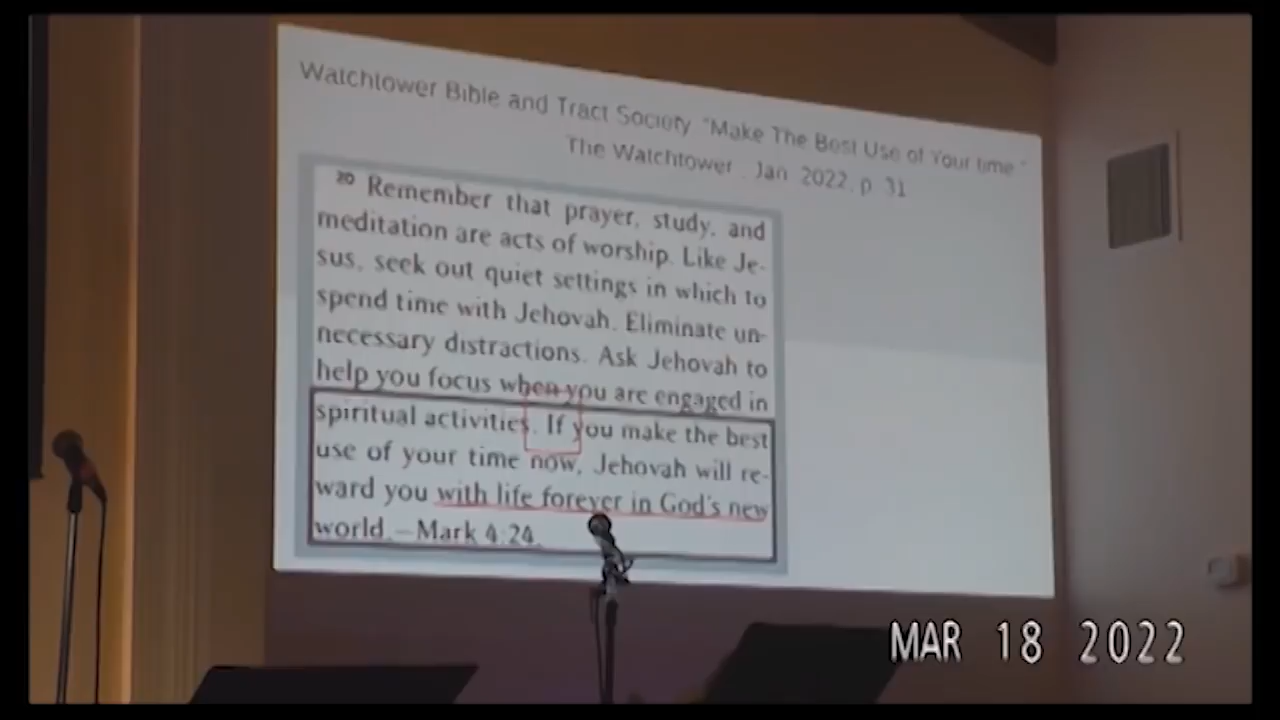 Watchtower Bible and Tract Society "Make The Best Use of Your time."
The Watchtower, Jan 2022, p. 31
20 Remember that prayer, study, and
meditation are acts of worship. Like Je-
sus, seek out quiet settings in which to
spend time with Jehovah. Eliminate un-
necessary distractions. Ask Jehovah to
help you focus when you are engaged in
spiritual activities. If you make the best
use of your time now, Jehovah will re-
ward you with life forever in God's new
world.—Mark 4:24.
MAR 18 2022